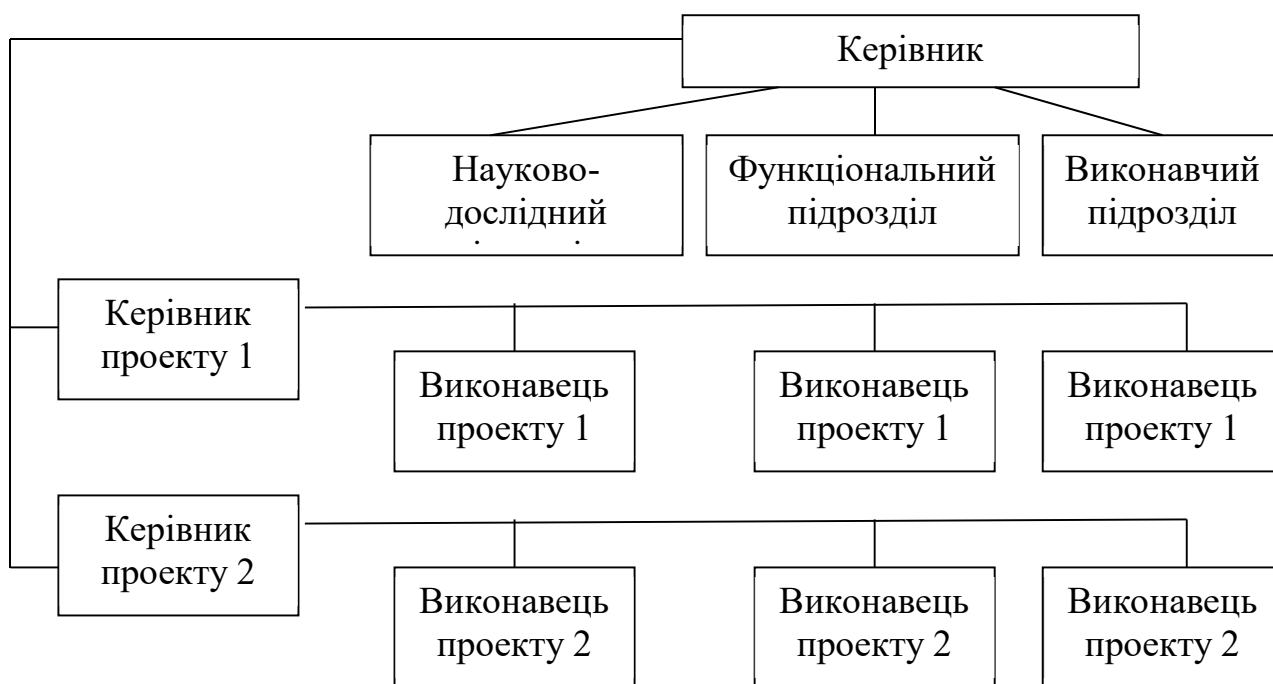 Керівник
Науково-
дослідний
Функціональний
підрозділ
Виконавчий
підрозділ
Керівник
проекту 1
Виконавець
проекту 1
Виконавець
проекту 1
Виконавець
проекту 1
Керівник
проекту 2
Виконавець
проекту 2
Виконавець
проекту 2
Виконавець
проекту 2